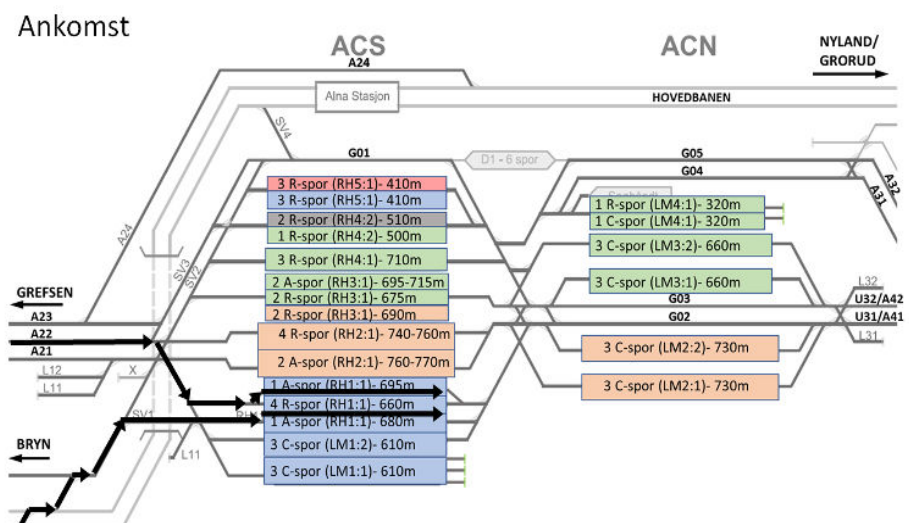 Ankomst
ACS
ACN
NYLAND/
GRORUD
A24
Alna Stasjon
HOVEDBANEN
SV4
G01
D1 - 6 spor
G05
G04
A32
A31
3 R-spor (RH5:1)- 410m
3 R-spor (RH5:1)- 410m
2 R-spor (RH4:2)- 510m
1 R-spor (RH4:2)- 500m
3 R-spor (RH4:1)- 710m
2 A-spor (RH3:1)- 695-715m
2 R-spor (RH3:1)- 675m
2 R-spor (RH3:1)- 690m
4 R-spor (RH2:1)- 740-760m
2 A-spor (RH2:1)- 760-770m
1 A-spor (RH1:1)- 695m
4 R-spor (RH1:1)- 660m
1 A-spor (RH1:1)- 680m
3 C-spor (LM1:2)- 610m
3 C-spor (LM1:1)- 610m
1 R-spor (LM4:1)- 320m
1 C-spor (LM4:1)- 320m
3 C-spor (LM3:2)- 660m
3 C-spor (LM3:1)- 660m
G03
G02
3 C-spor (LM2:2)- 730m
3 C-spor (LM2:1)- 730m
L32
U32/A42
U31/A41
L31
A24
SV3
SV2
GREFSEN
A23
A22
A21
L12
L11
X
SV1
L11
BRYN